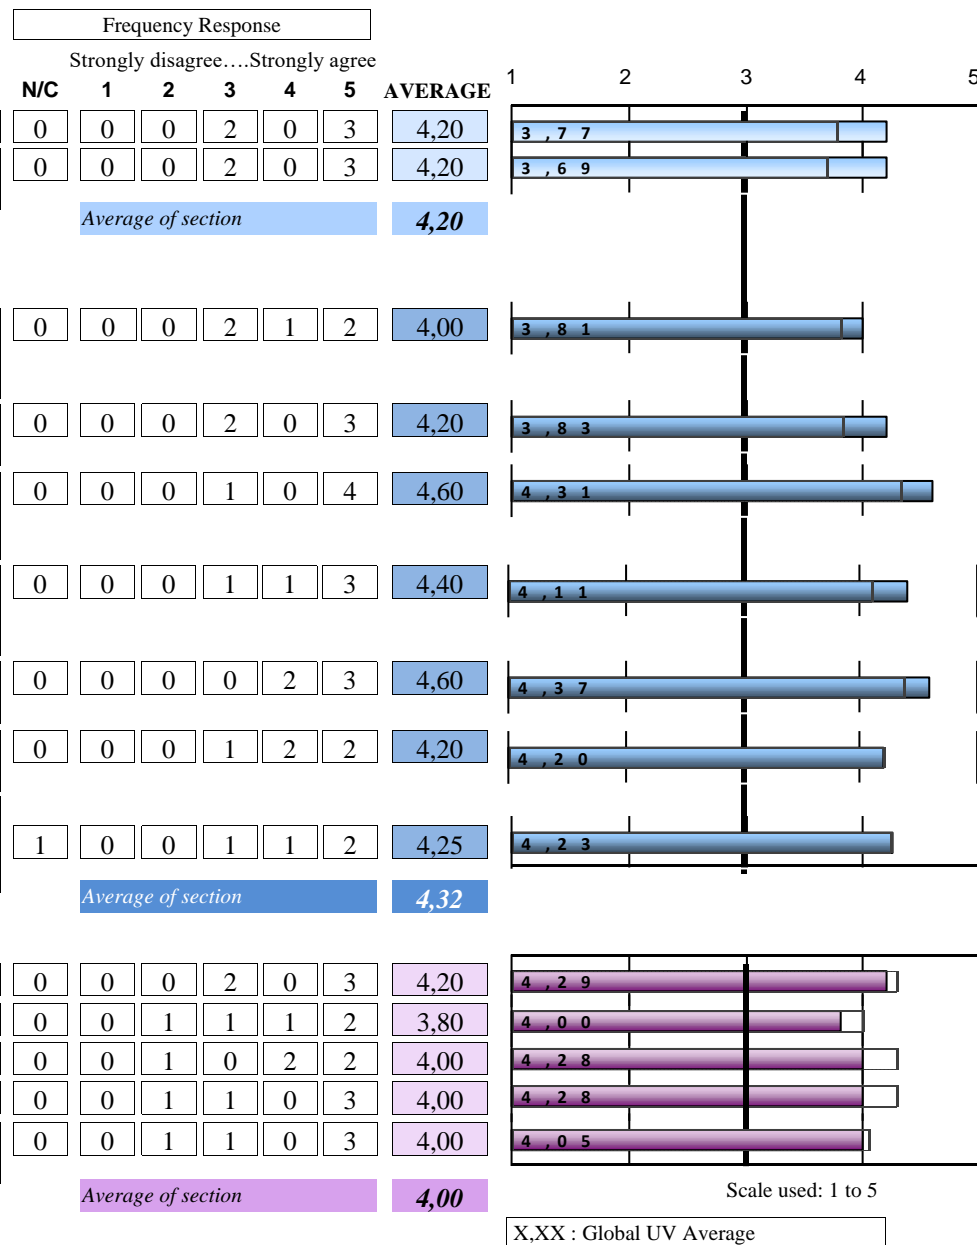 Frequency Response
Strongly disagree….Strongly agree
N/C 1 2 3 4 5 AVERAGE 1 2 3 4 5
0 0 0 2 0 3 4,20 3,77
0 0 0 2 0 3 4,20 3,69
Average of section 4,20
0 0 0 2 1 2 4,00 3,81
0 0 0 2 0 3 4,20 3,83
0 0 0 1 0 4 4,60 4,31
0 0 0 1 1 3 4,40 4,11
0 0 0 0 2 3 4,60 4,37
0 0 0 1 2 2 4,20 4,20
1 0 0 1 1 2 4,25 4,23
Average of section 4,32
0 0 0 2 0 3 4,20 4,29
0 0 1 1 1 2 3,80 4,00
0 0 1 0 2 2 4,00 4,28
0 0 1 1 0 3 4,00 4,28
0 0 1 1 0 3 4,00 4,05
Average of section 4,00
Scale used: 1 to 5
X,XX : Global UV Average